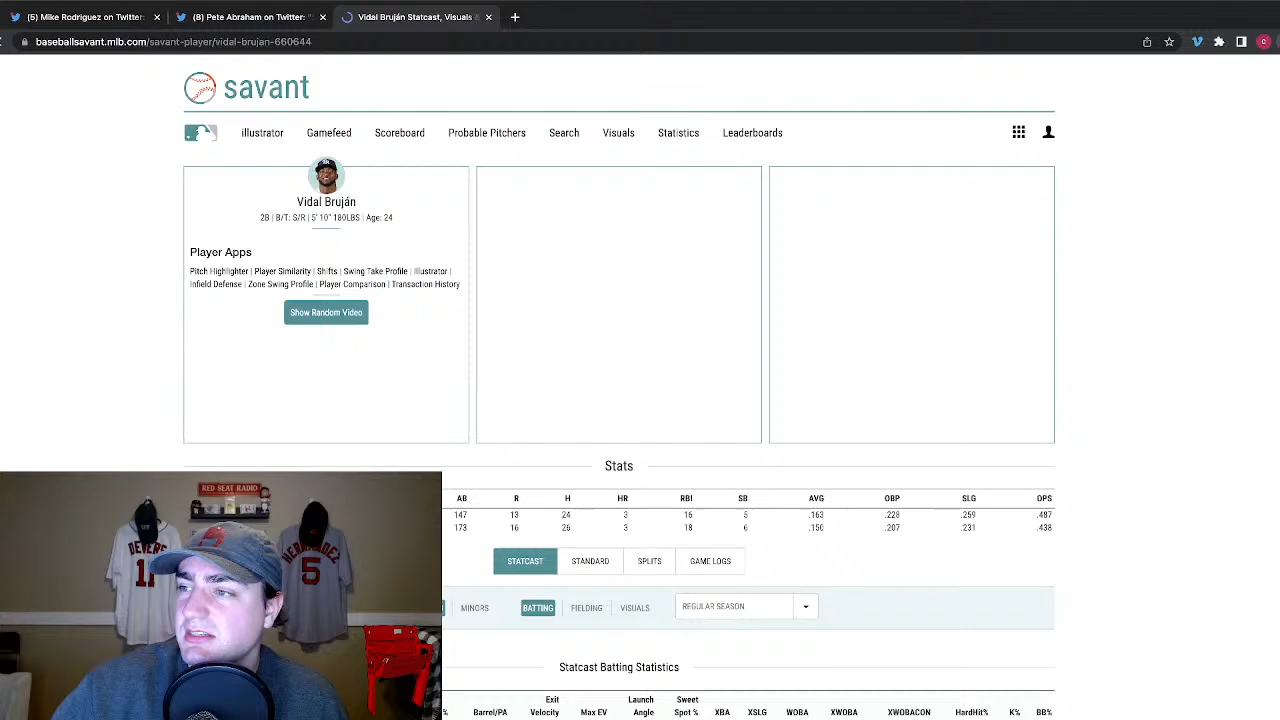 (5) Mike Rodriguez on Twitter:
(8) Pete Abraham on Twitter: "
Vidal Bruján Statcast, Visuals &
baseballsavant.mlb.com/savant-player/vidal-brujan-660644
savant
illustrator Gamefeed Scoreboard Probable Pitchers Search Visuals Statistics Leaderboards
Vidal Bruján
2B | B/T: S/R | 5' 10" 180LBS | Age: 24
Player Apps
Pitch Highlighter | Player Similarity | Shifts | Swing Take Profile | Illustrator |
Infield Defense | Zone Swing Profile | Player Comparison | Transaction History
Show Random Video
Stats
AB R H HR RBI SB AVG OBP SLG OPS
147 13 24 3 16 5 .163 .228 .259 .487
173 16 26 3 18 6 .150 .207 .231 .438
STATCAST STANDARD SPLITS GAME LOGS
MINORS BATTING FIELDING VISUALS REGULAR SEASON
Statcast Batting Statistics
Exit Launch Sweet
% Barrel/PA Velocity Max EV Angle Spot % XBA XSLG WOBA XWOBA XWOBACON HardHit% K% BB%
RED SEAT RADIO
DEVERS
11
HERNANDEZ
5